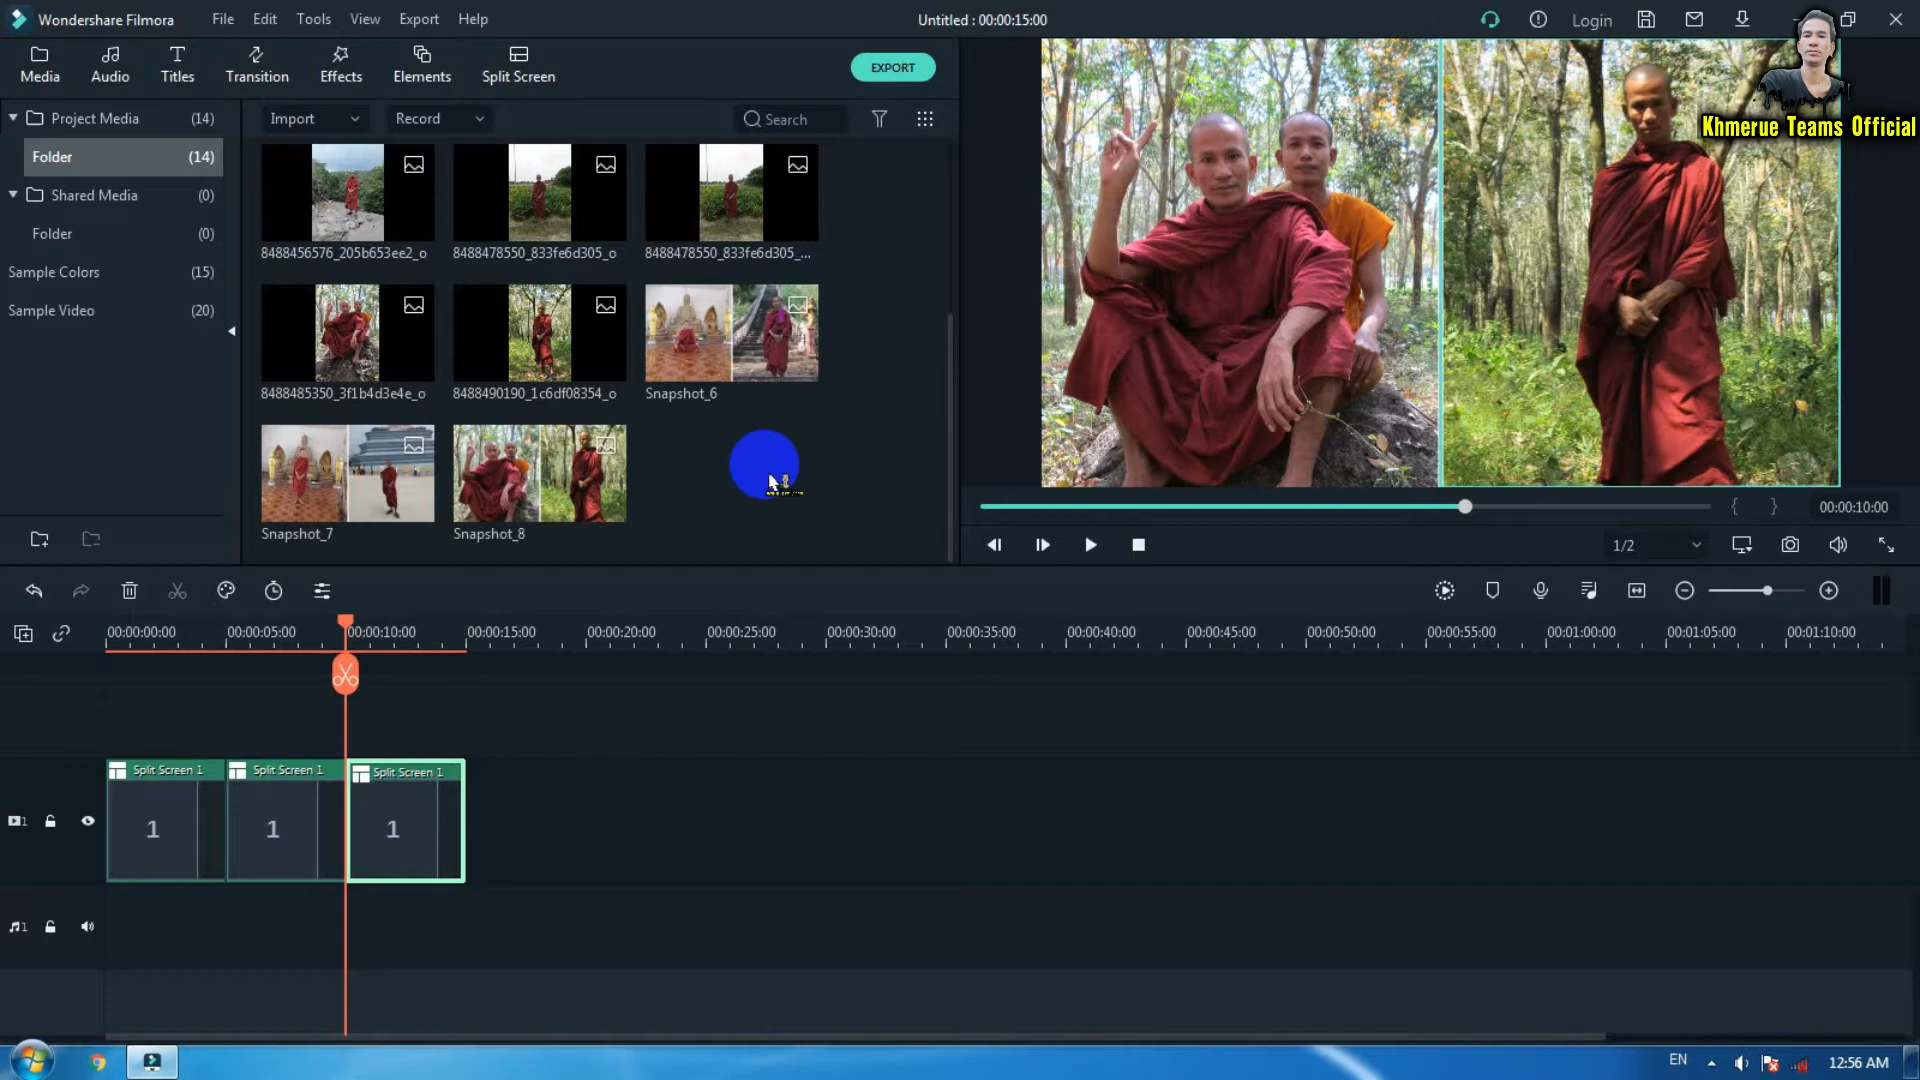 Wondershare Filmora
File
Edit
Tools
View
Export
Help
Untitled : 00:00:15:00
Login
Media
Audio
Titles
Transition
Effects
Elements
Split Screen
EXPORT
Khmerue Teams Official
Project Media (14)
Folder (14)
Shared Media (0)
Folder (0)
Sample Colors (15)
Sample Video (20)
Import
Record
Search
8488456576_205b653ee2_o
8488478550_833fe6d305_o
8488478550_833fe6d305_...
8488485350_3f1b4d3e4e_o
8488490190_1c6df08354_o
Snapshot_6
Snapshot_7
Snapshot_8
00:00:10:00
1/2
00:00:00:00
00:00:05:00
00:00:10:00
00:00:15:00
00:00:20:00
00:00:25:00
00:00:30:00
00:00:35:00
00:00:40:00
00:00:45:00
00:00:50:00
00:00:55:00
00:01:00:00
00:01:05:00
00:01:10:00
Split Screen 1
Split Screen 1
Split Screen 1
1
1
1
1
1
EN
12:56 AM